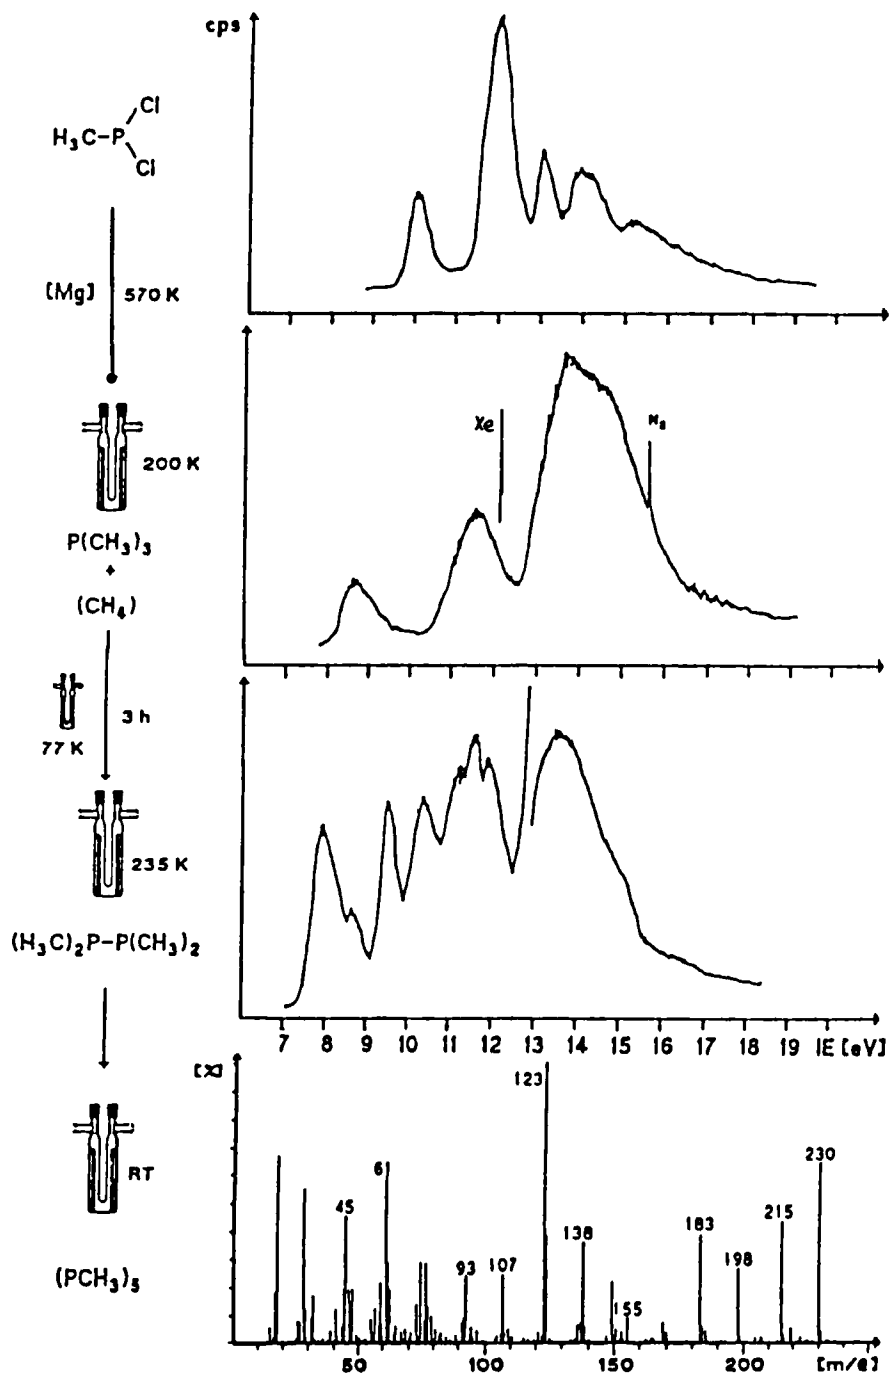 cps
Cl
H₃C-P
Cl
[Mg] 570 K
200 K
P(CH₃)₃
+
(CH₄)
3 h
77 K
235 K
(H₃C)₂P-P(CH₃)₂
RT
(PCH₃)₅
Xe
N₂
7 8 9 10 11 12 13 14 15 16 17 18 19 IE [eV]
[%]
123
6
45
93
107
138
155
183
198
215
230
50 100 150 200 [m/e]